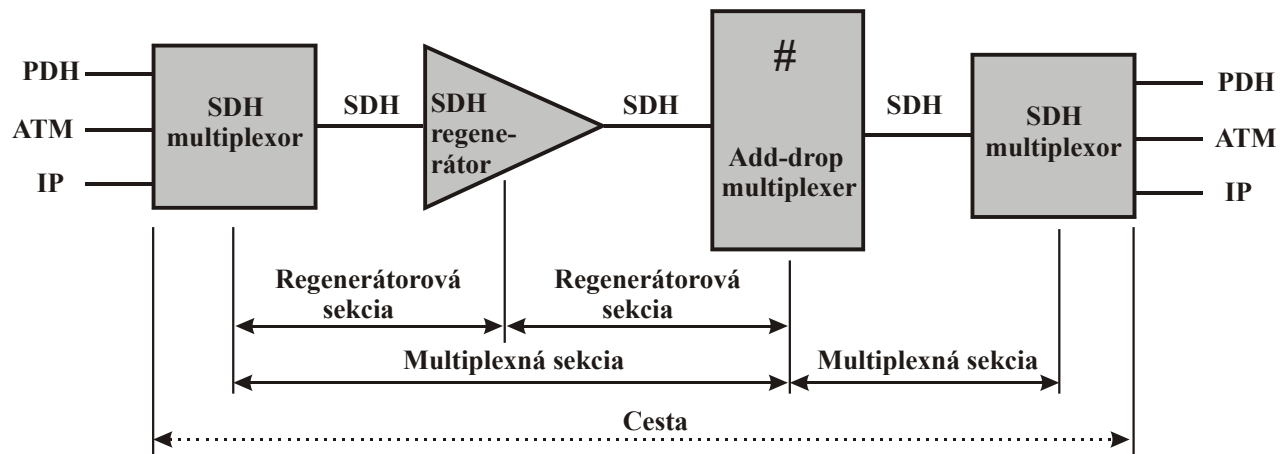 PDH
ATM
IP
SDH
multiplexor
SDH
SDH
regene-
rátor
SDH
#
Add-drop
multiplexer
SDH
SDH
multiplexor
PDH
ATM
IP
Regenerátorová
sekcia
Regenerátorová
sekcia
Multiplexná sekcia
Multiplexná sekcia
Cesta